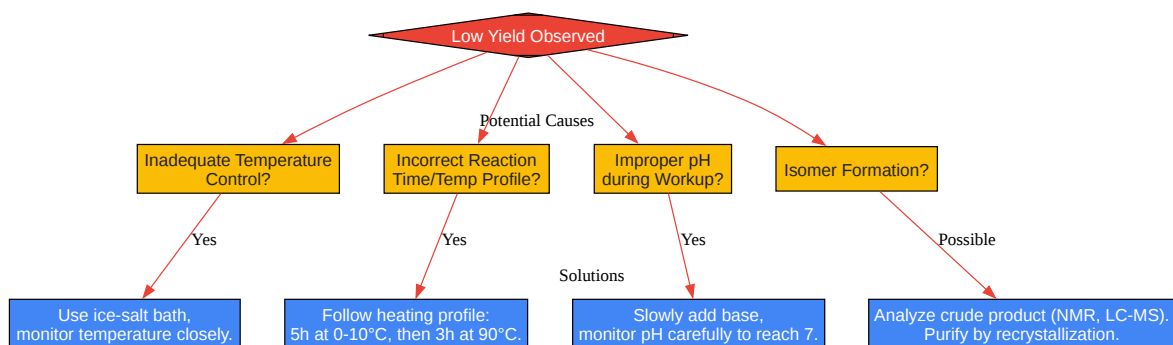 Low Yield Observed
Potential Causes
Inadequate Temperature
Control?
Incorrect Reaction
Time/Temp Profile?
Improper pH
during Workup?
Isomer Formation?
Yes
Yes
Yes
Possible
Solutions
Use ice-salt bath,
monitor temperature closely.
Follow heating profile:
5h at 0-10°C, then 3h at 90°C.
Slowly add base,
monitor pH carefully to reach 7.
Analyze crude product (NMR, LC-MS).
Purify by recrystallization.